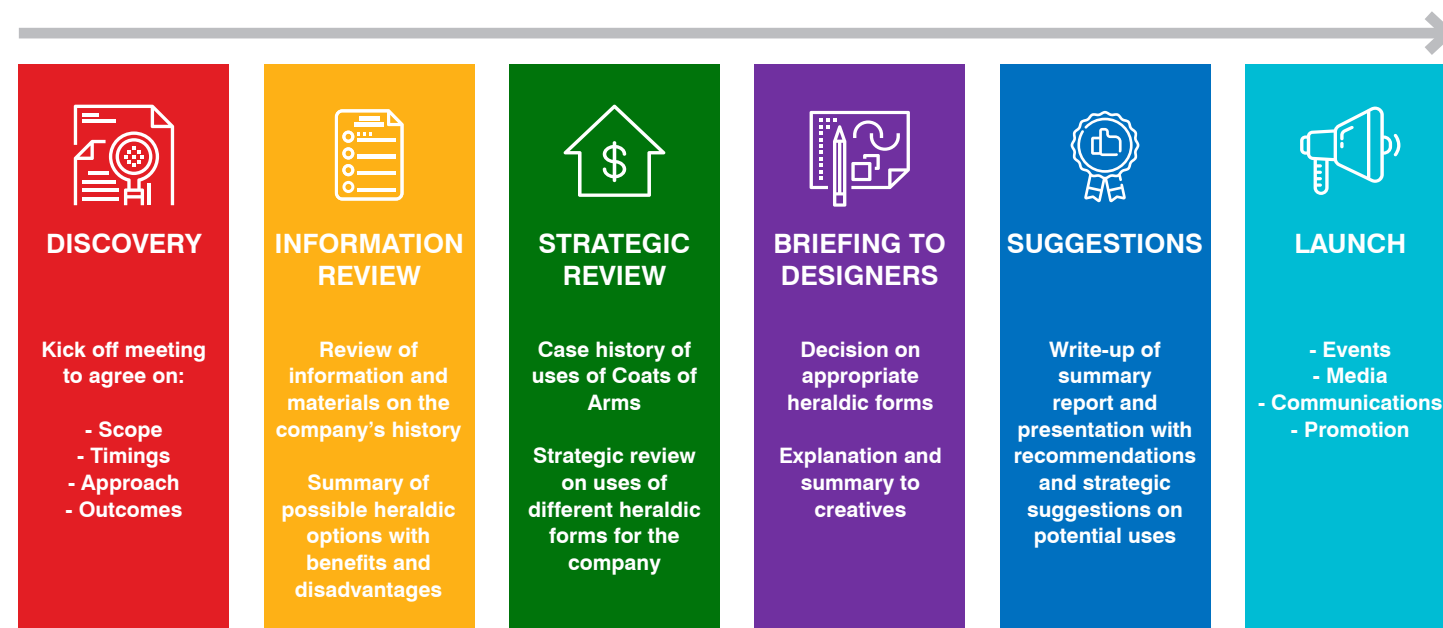 DISCOVERY
Kick off meeting
to agree on:
- Scope
- Timings
- Approach
- Outcomes
INFORMATION
REVIEW
Review of
information and
materials on the
company's history
Summary of
possible heraldic
options with
benefits and
disadvantages
$
STRATEGIC
REVIEW
Case history of
uses of Coats of
Arms
Strategic review
on uses of
different heraldic
forms for the
company
BRIEFING TO
DESIGNERS
Decision on
appropriate
heraldic forms
Explanation and
summary to
creatives
SUGGESTIONS
Write-up of
summary
report and
presentation with
recommendations
and strategic
suggestions on
potential uses
LAUNCH
- Events
- Media
- Communications
- Promotion